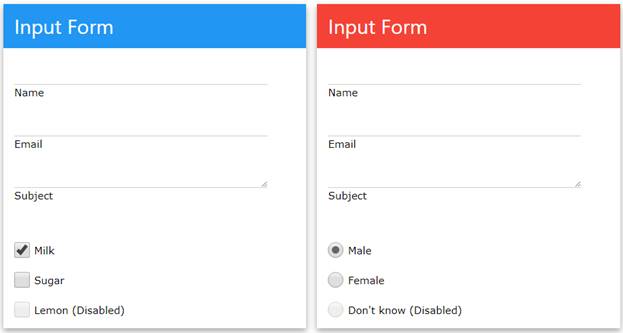 Input Form
Name
Email
Subject
Milk
Sugar
Lemon (Disabled)
Input Form
Name
Email
Subject
Male
Female
Don't know (Disabled)